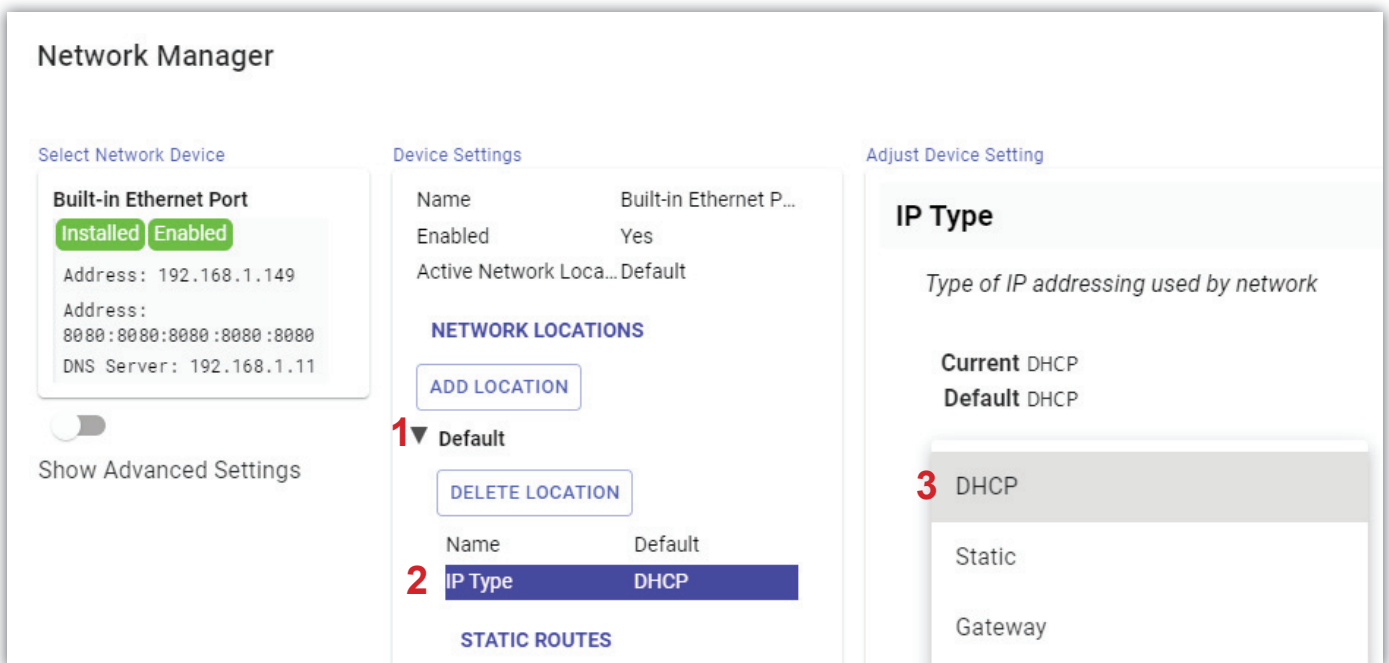 Network Manager
Select Network Device
Built-in Ethernet Port
Installed Enabled
Address: 192.168.1.149
Address:
8080:8080:8080:8080:8080
DNS Server: 192.168.1.11
Show Advanced Settings
Device Settings
Name Built-in Ethernet P...
Enabled Yes
Active Network Loca... Default
NETWORK LOCATIONS
ADD LOCATION
1 Default
DELETE LOCATION
Name Default
2 IP Type DHCP
STATIC ROUTES
Adjust Device Setting
IP Type
Type of IP addressing used by network
Current DHCP
Default DHCP
3 DHCP
Static
Gateway